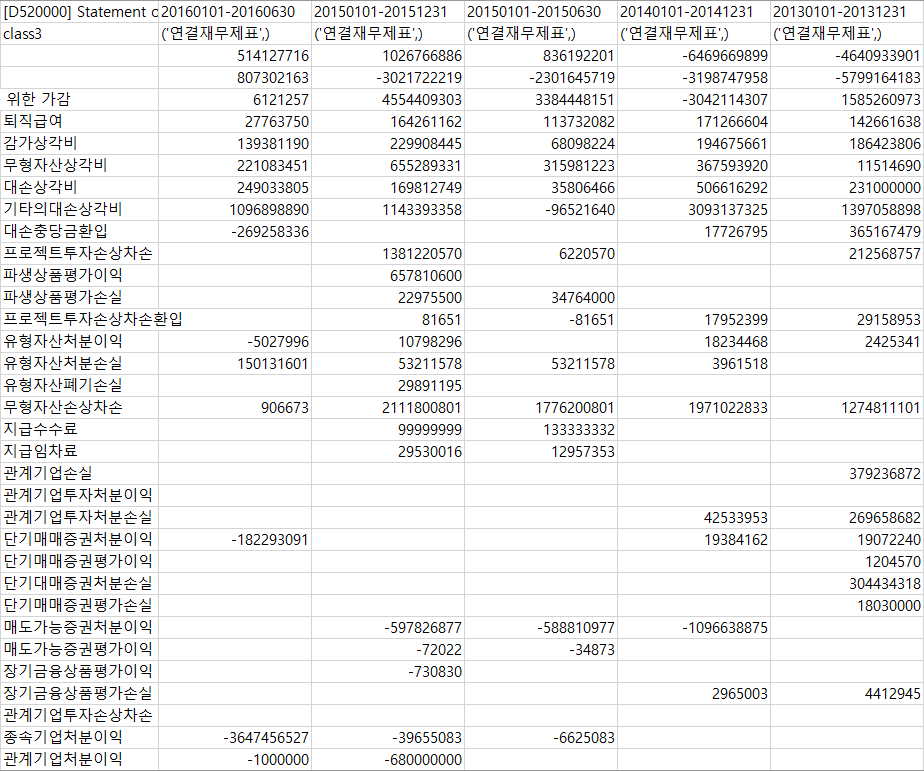 [D520000] Statement o 20160101-20160630 20150101-20151231 20150101-20150630 20140101-20141231 20130101-20131231
class3 ('연결재무제표',) ('연결재무제표',) ('연결재무제표',) ('연결재무제표',) ('연결재무제표',)
514127716 1026766886 836192201 -6469669899 -4640933901
807302163 -3021722219 -2301645719 -3198747958 -5799164183
위한 가감 6121257 4554409303 3384448151 -3042114307 1585260973
퇴직급여 27763750 164261162 113732082 171266604 142661638
감가상각비 139381190 229908445 68098224 194675661 186423806
무형자산상각비 221083451 655289331 315981223 367593920 11514690
대손상각비 249033805 169812749 35806466 506616292 231000000
기타의대손상각비 1096898890 1143393358 -96521640 3093137325 1397058898
대손충당금환입 -269258336 17726795 365167479
프로젝트투자손상차손 1381220570 6220570 212568757
파생상품평가이익 657810600
파생상품평가손실 22975500 34764000
프로젝트투자손상차손환입 81651 -81651 17952399 29158953
유형자산처분이익 -5027996 10798296 18234468 2425341
유형자산처분손실 150131601 53211578 53211578 3961518
유형자산폐기손실 29891195
무형자산손상차손 906673 2111800801 1776200801 1971022833 1274811101
지급수수료 99999999 133333332
지급임차료 29530016 12957353
관계기업손실 379236872
관계기업투자처분이익
관계기업투자처분손실 42533953 269658682
단기매매증권처분이익 -182293091 19384162 19072240
단기매매증권평가이익 1204570
단기대매증권처분손실 304434318
단기매매증권평가손실 18030000
매도가능증권처분이익 -597826877 -588810977 -1096638875
매도가능증권평가이익 -72022 -34873
장기금융상품평가이익 -730830
장기금융상품평가손실 2965003 4412945
관계기업투자손상차손
종속기업처분이익 -3647456527 -39655083 -6625083
관계기업처분이익 -1000000 -680000000